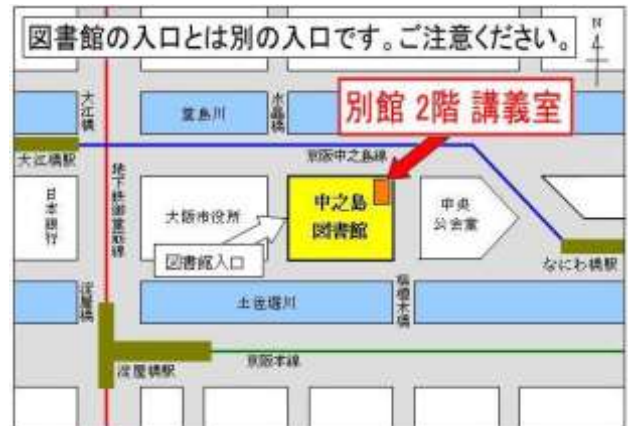 図書館の入口とは別の入口です。ご注意ください。
N
大江橋
堂島川
水晶橋
別館 2階 講義室
大江橋駅
京阪中之島線
日本銀行
地下鉄御堂筋線
大阪市役所
中之島
図書館
中央
公会堂
図書館入口
なにわ橋駅
淀屋橋
土佐堀川
栴檀木橋
淀屋橋駅
京阪本線